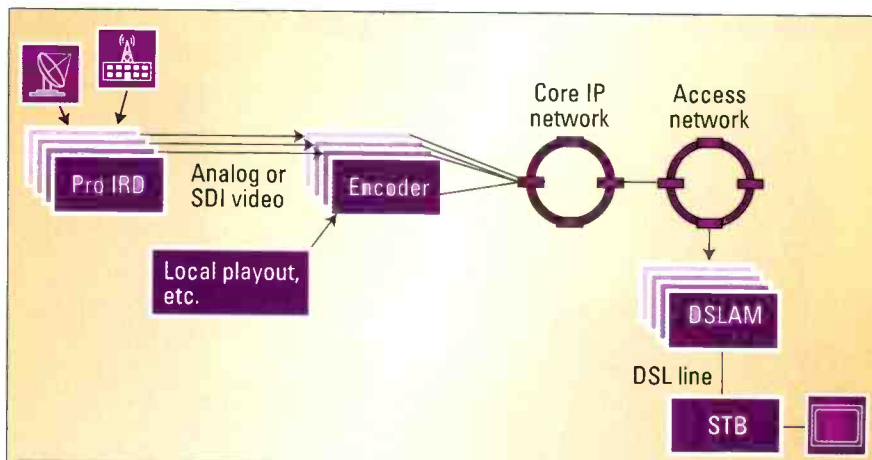 Core IP
network
Access
network
Pro IRD
Analog or
SDI video
Encoder
Local playout,
etc.
DSLAM
DSL line
STB